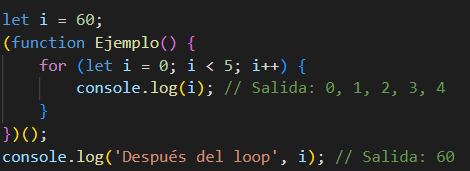 let i = 60;
(function Ejemplo() {
    for (let i = 0; i < 5; i++) {
        console.log(i); // Salida: 0, 1, 2, 3, 4
    }
})();
console.log('Después del loop', i); // Salida: 60